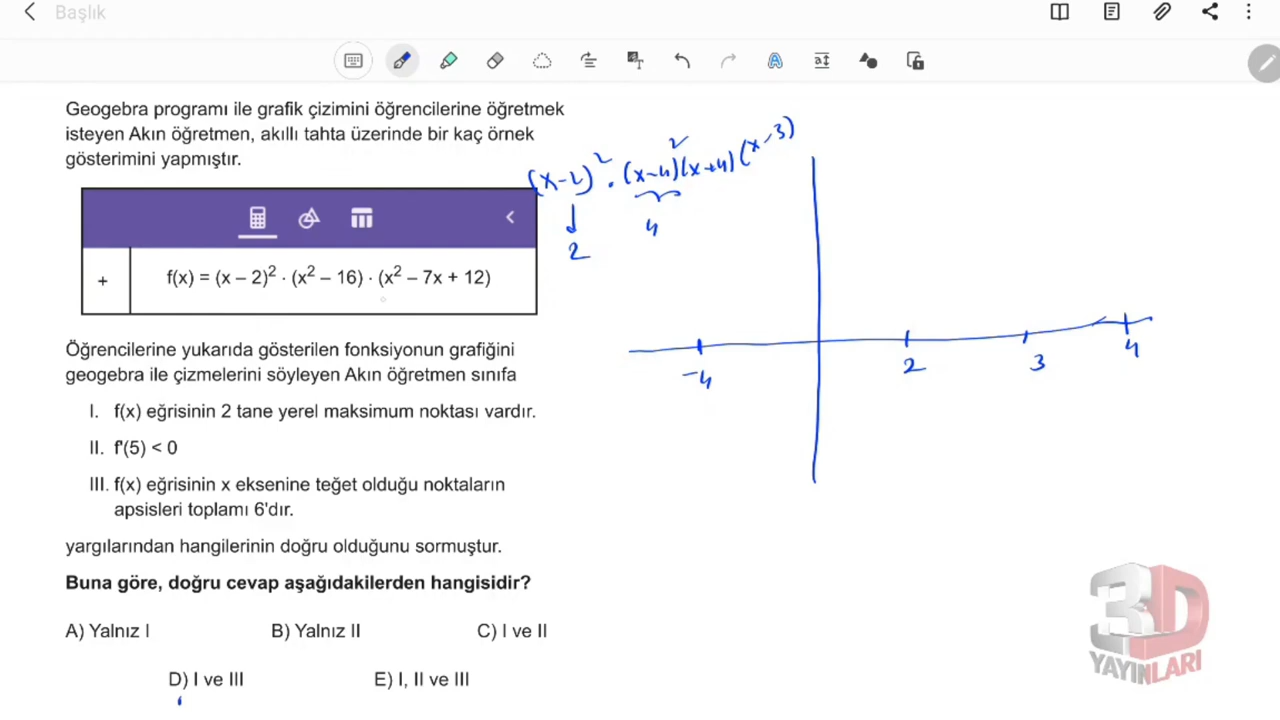 Başlık
Geogebra programı ile grafik çizimini öğrencilerine öğretmek
isteyen Akın öğretmen, akıllı tahta üzerinde bir kaç örnek
gösterimini yapmıştır.
(x-2)² . (x-4)² (x+4) (x-3)
2
4
+ f(x) = (x – 2)² · (x² – 16) · (x² – 7x + 12)
-4 2 3 4
Öğrencilerine yukarıda gösterilen fonksiyonun grafiğini
geogebra ile çizmelerini söyleyen Akın öğretmen sınıfa
I. f(x) eğrisinin 2 tane yerel maksimum noktası vardır.
II. f'(5) < 0
III. f(x) eğrisinin x eksenine teğet olduğu noktaların
apsisleri toplamı 6'dır.
yargılarından hangilerinin doğru olduğunu sormuştur.
Buna göre, doğru cevap aşağıdakilerden hangisidir?
A) Yalnız I B) Yalnız II C) I ve II
D) I ve III E) I, II ve III
3D
YAYINLARI